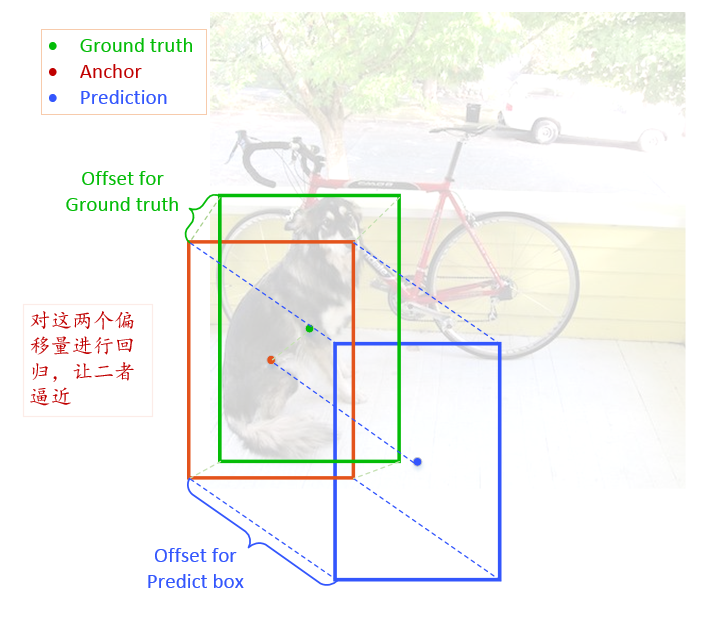 Ground truth
Anchor
Prediction
Offset for
Ground truth
对这两个偏
移量进行回
归，让二者
逼近
Offset for
Predict box